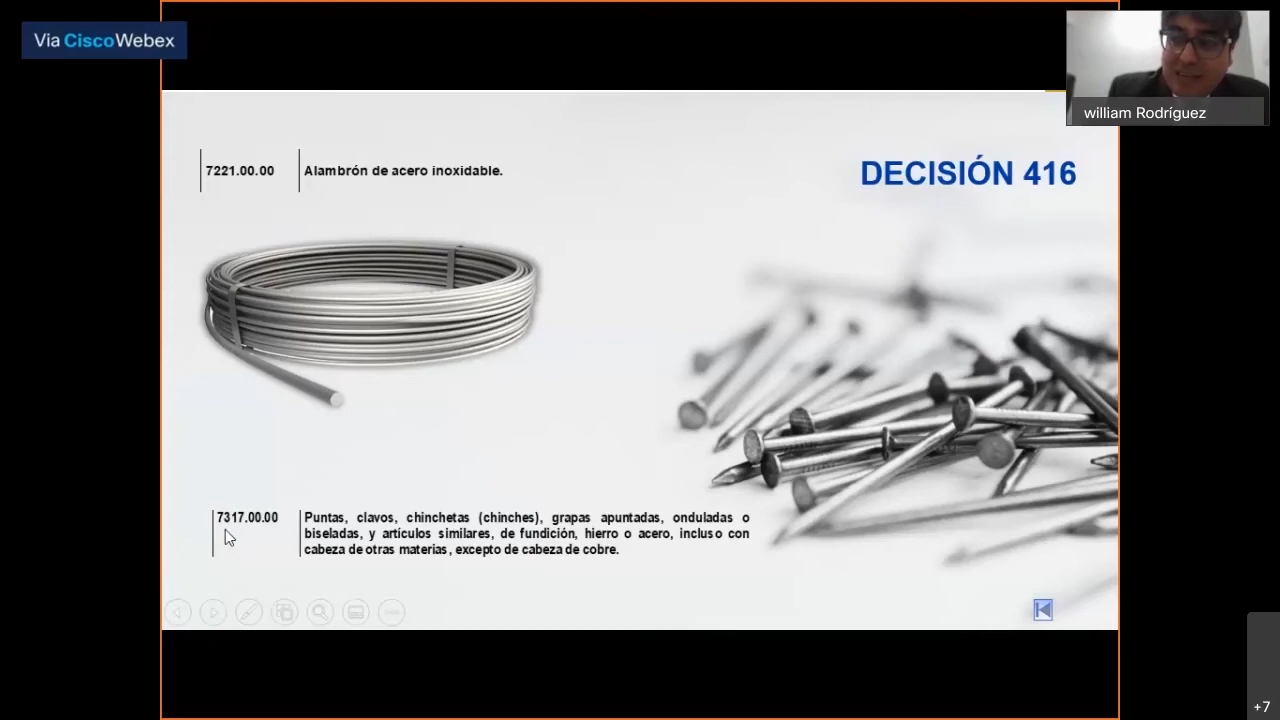 Via Cisco Webex
william Rodríguez
7221.00.00 Alambrón de acero inoxidable.
DECISIÓN 416
7317.00.00 Puntas, clavos, chinchetas (chinches), grapas apuntadas, onduladas o
biseladas, y artículos similares, de fundición, hierro o acero, incluso con
cabeza de otras materias, excepto de cabeza de cobre.
+7